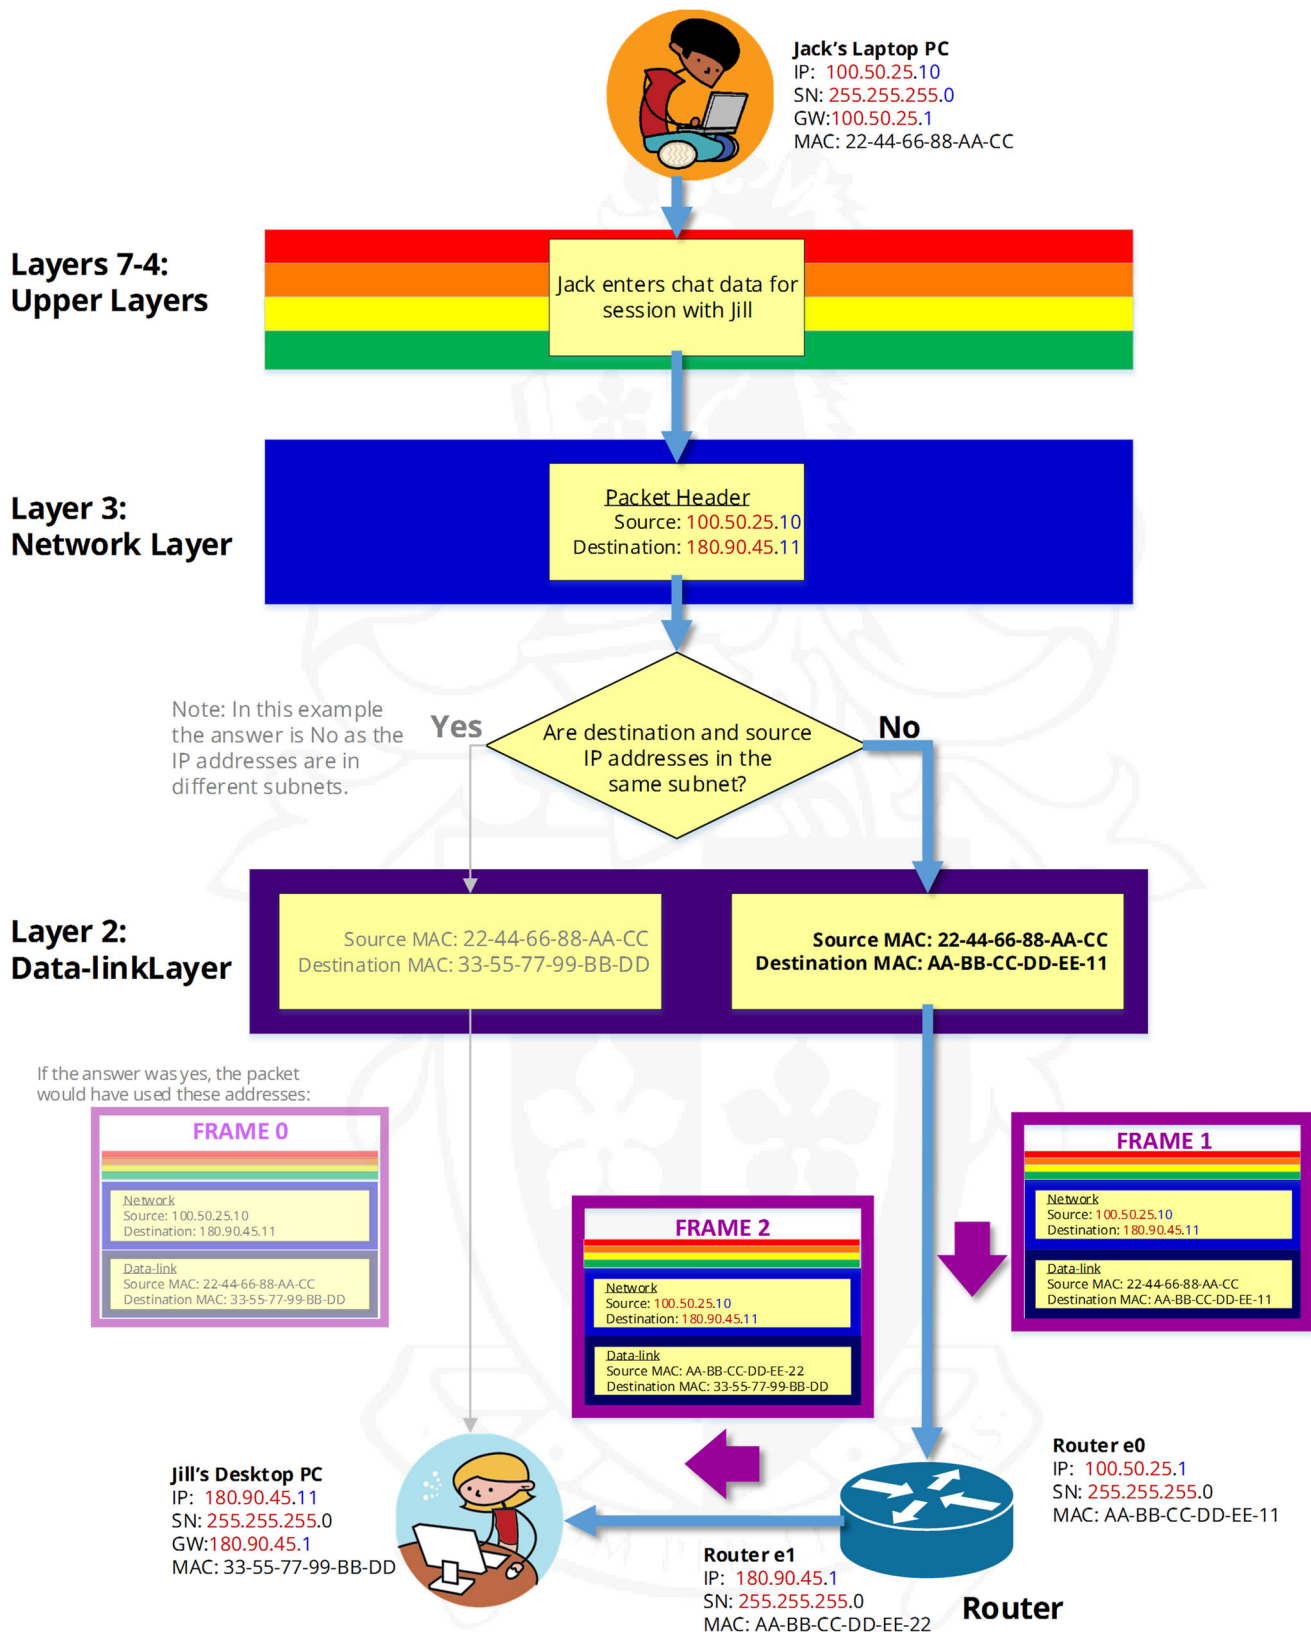 Jack's Laptop PC
IP: 100.50.25.10
SN: 255.255.255.0
GW:100.50.25.1
MAC: 22-44-66-88-AA-CC
Layers 7-4:
Upper Layers
Jack enters chat data for
session with Jill
Layer 3:
Network Layer
Packet Header
Source: 100.50.25.10
Destination: 180.90.45.11
Note: In this example
the answer is No as the
IP addresses are in
different subnets.
Yes
Are destination and source
IP addresses in the
same subnet?
No
Layer 2:
Data-linkLayer
Source MAC: 22-44-66-88-AA-CC
Destination MAC: 33-55-77-99-BB-DD
Source MAC: 22-44-66-88-AA-CC
Destination MAC: AA-BB-CC-DD-EE-11
If the answer was yes, the packet
would have used these addresses:
FRAME 0
Network
Source: 100.50.25.10
Destination: 180.90.45.11
Data-link
Source MAC: 22-44-66-88-AA-CC
Destination MAC: 33-55-77-99-BB-DD
FRAME 2
Network
Source: 100.50.25.10
Destination: 180.90.45.11
Data-link
Source MAC: AA-BB-CC-DD-EE-22
Destination MAC: 33-55-77-99-BB-DD
FRAME 1
Network
Source: 100.50.25.10
Destination: 180.90.45.11
Data-link
Source MAC: 22-44-66-88-AA-CC
Destination MAC: AA-BB-CC-DD-EE-11
Jill's Desktop PC
IP: 180.90.45.11
SN: 255.255.255.0
GW:180.90.45.1
MAC: 33-55-77-99-BB-DD
Router e1
IP: 180.90.45.1
SN: 255.255.255.0
MAC: AA-BB-CC-DD-EE-22
Router e0
IP: 100.50.25.1
SN: 255.255.255.0
MAC: AA-BB-CC-DD-EE-11
Router